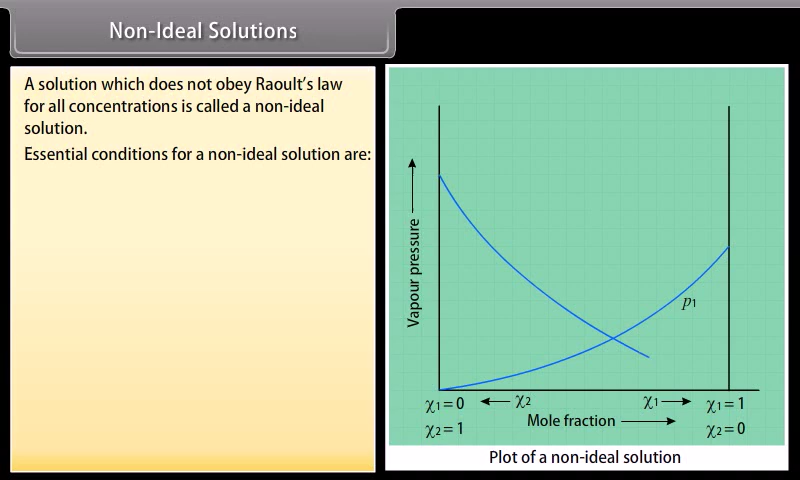 Non-Ideal Solutions
A solution which does not obey Raoult's law
for all concentrations is called a non-ideal
solution.
Essential conditions for a non-ideal solution are:
Vapour pressure
p1
χ1 = 0
χ2
χ1
χ1 = 1
Mole fraction
χ2 = 1
χ2 = 0
Plot of a non-ideal solution